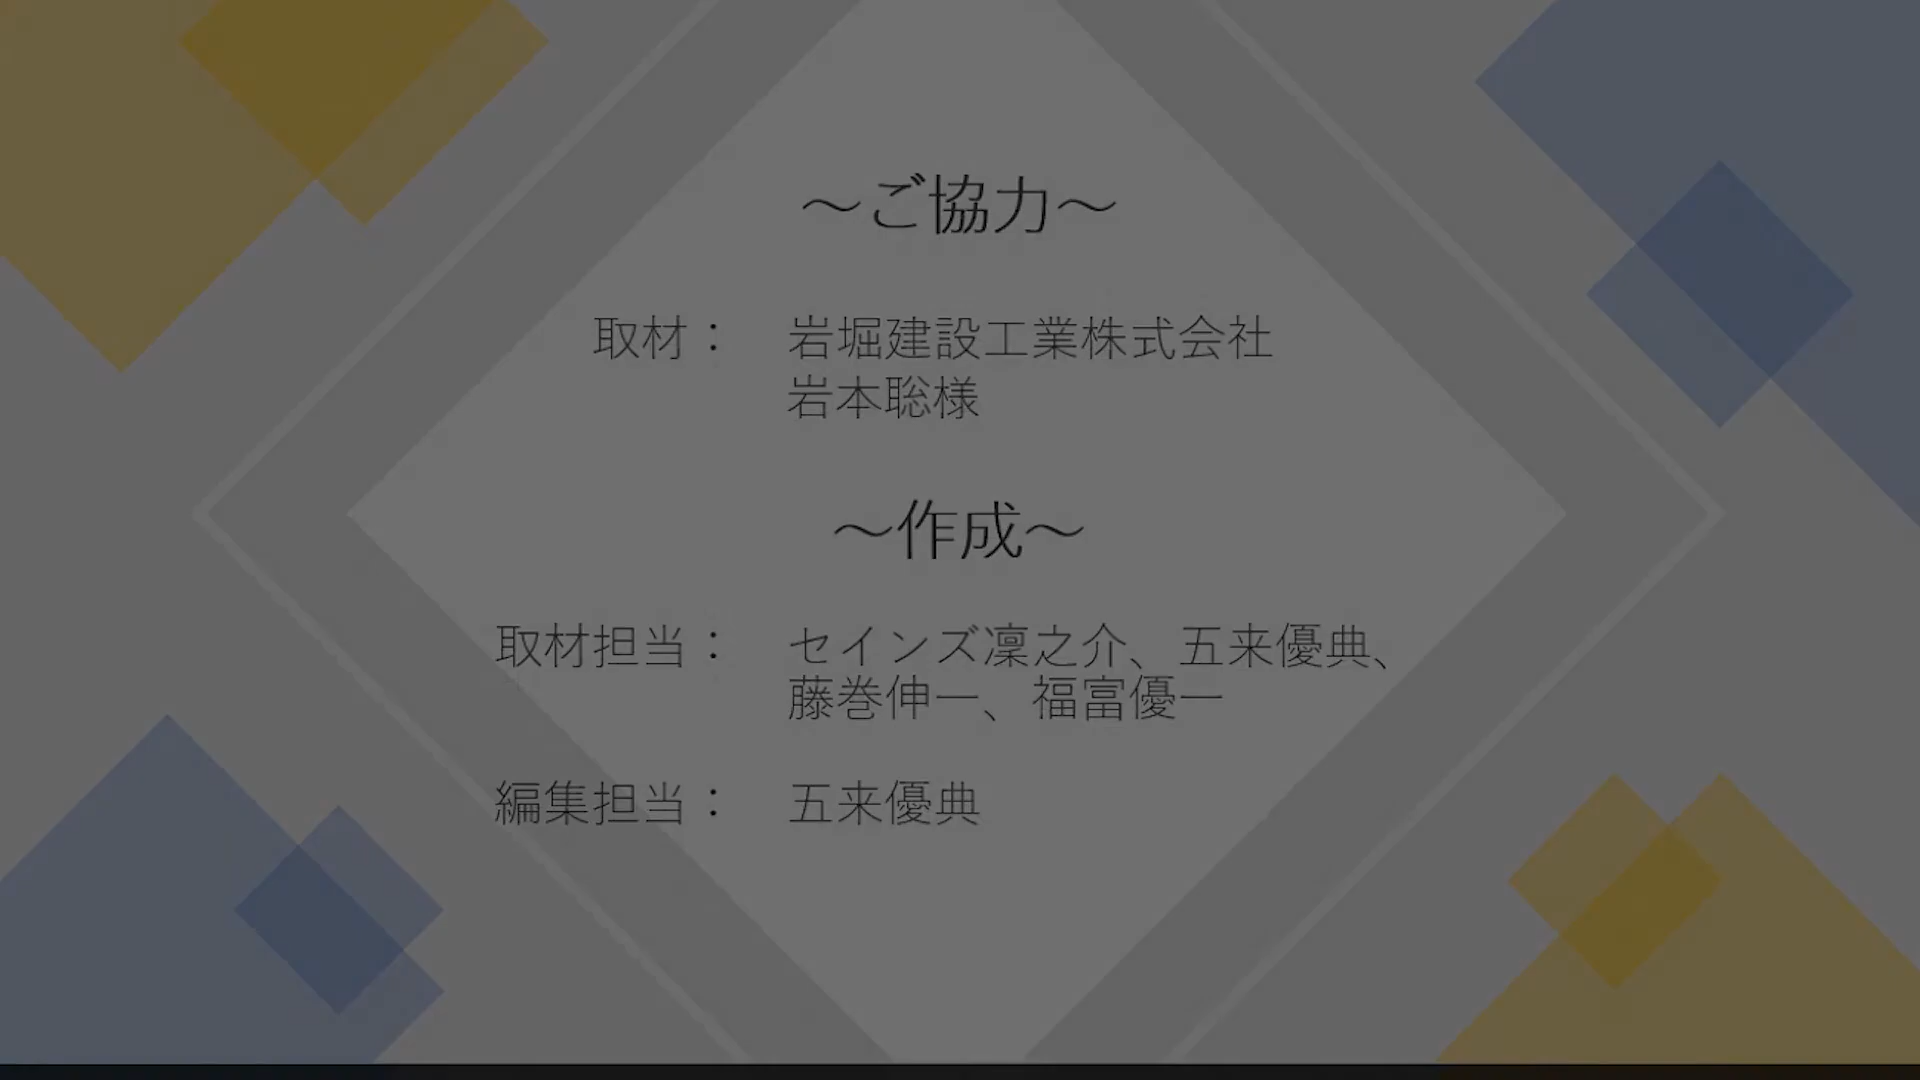 ～ご協力～
取材： 岩堀建設工業株式会社
岩本聡様
～作成～
取材担当： セインズ凜之介、五来優典、
藤巻伸一、福富優一
編集担当： 五来優典